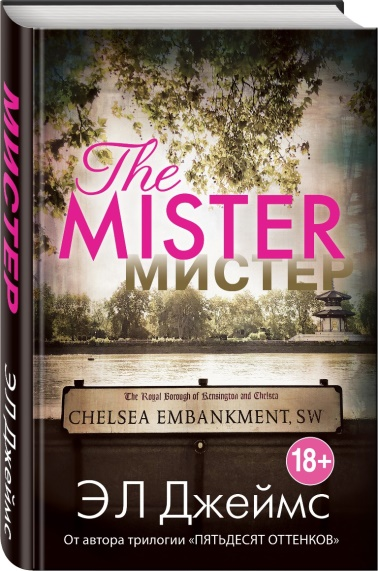 The
MISTER
МИСТЕР
The Royal Borough of Kensington and Chelsea
CHELSEA EMBANKMENT, SW
18+
ЭЛ Джеймс
От автора трилогии «ПЯТЬДЕСЯТ ОТТЕНКОВ»
МИСТЕР
ЭЛ Джеймс